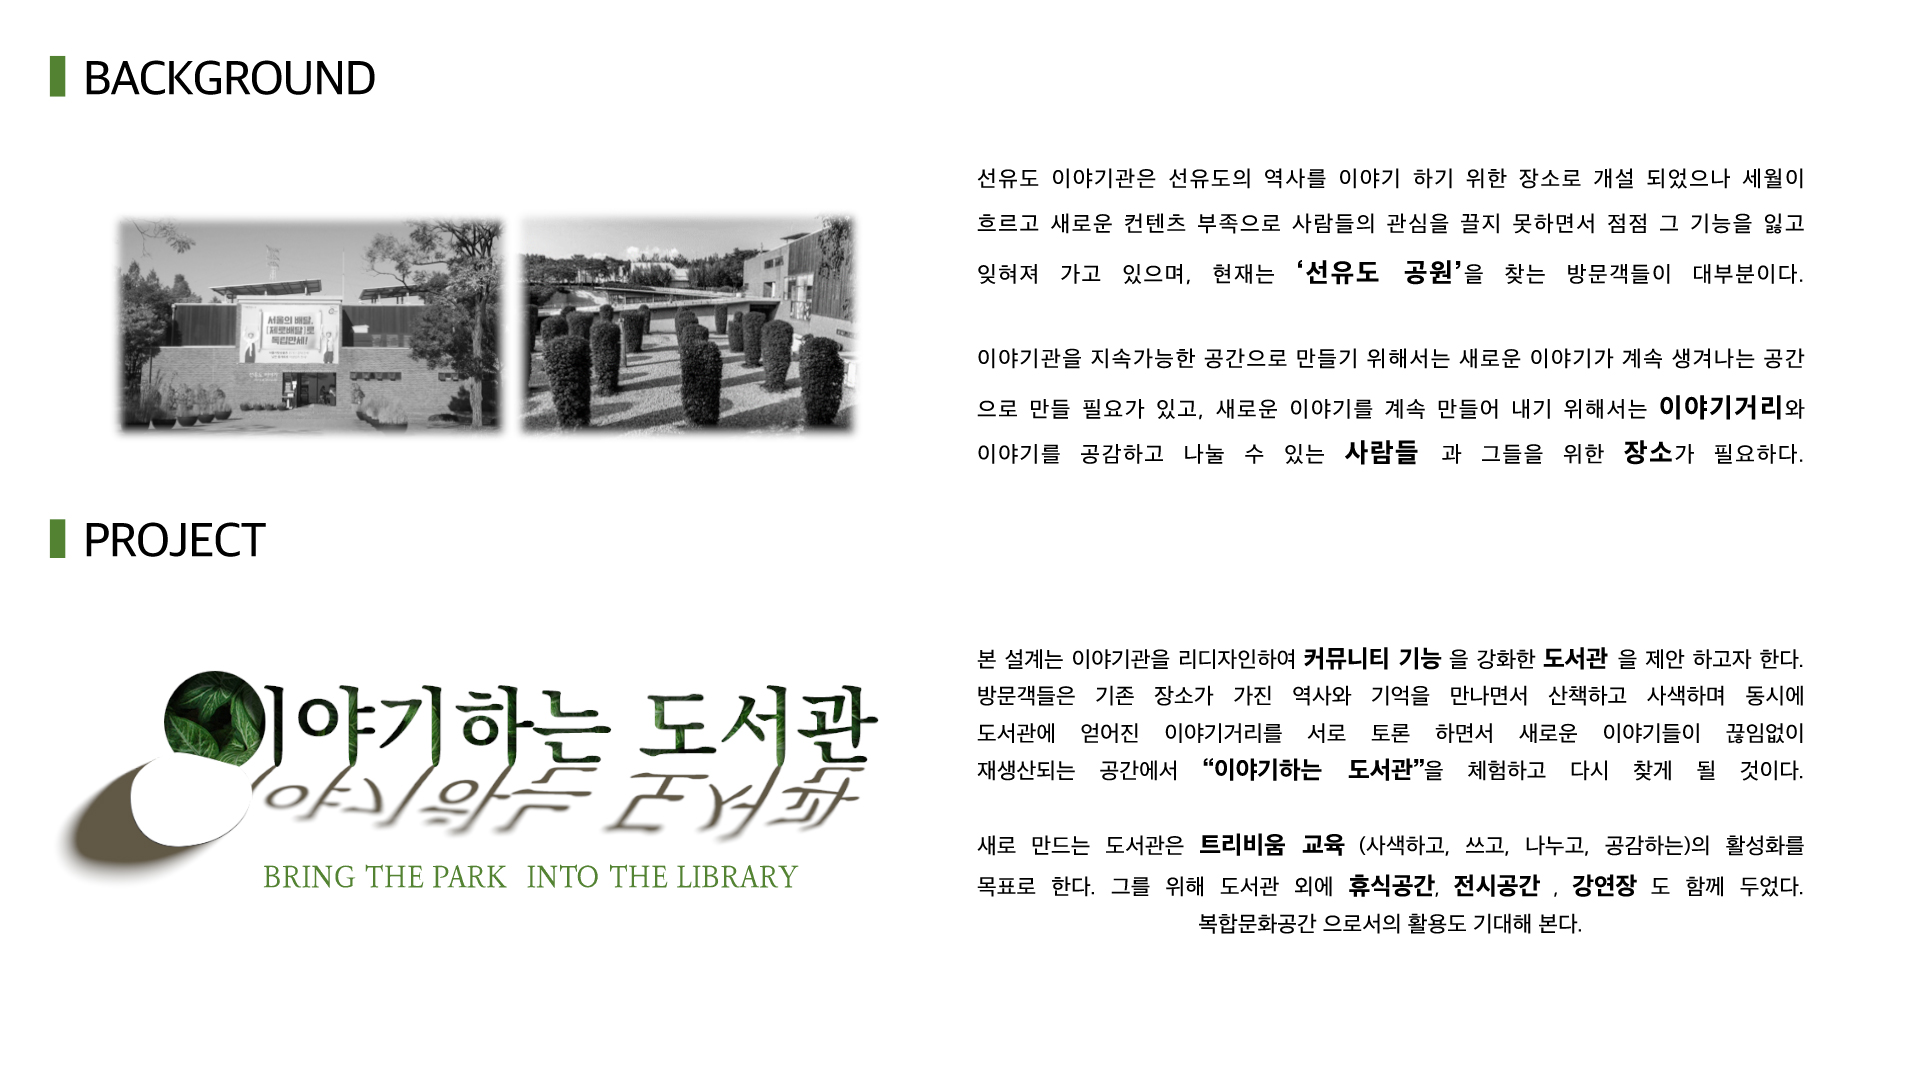 BACKGROUND
서울의 배달,
[제로배달]로
독립만세!
선유도 이야기관은 선유도의 역사를 이야기 하기 위한 장소로 개설 되었으나 세월이
흐르고 새로운 컨텐츠 부족으로 사람들의 관심을 끌지 못하면서 점점 그 기능을 잃고
잊혀져 가고 있으며, 현재는 ‘선유도 공원’을 찾는 방문객들이 대부분이다.
이야기관을 지속가능한 공간으로 만들기 위해서는 새로운 이야기가 계속 생겨나는 공간
으로 만들 필요가 있고, 새로운 이야기를 계속 만들어 내기 위해서는 이야기거리와
이야기를 공감하고 나눌 수 있는 사람들 과 그들을 위한 장소가 필요하다.
PROJECT
이야기하는 도서관
BRING THE PARK INTO THE LIBRARY
본 설계는 이야기관을 리디자인하여 커뮤니티 기능 을 강화한 도서관 을 제안 하고자 한다.
방문객들은 기존 장소가 가진 역사와 기억을 만나면서 산책하고 사색하며 동시에
도서관에 얻어진 이야기거리를 서로 토론 하면서 새로운 이야기들이 끊임없이
재생산되는 공간에서 “이야기하는 도서관”을 체험하고 다시 찾게 될 것이다.
새로 만드는 도서관은 트리비움 교육 (사색하고, 쓰고, 나누고, 공감하는)의 활성화를
목표로 한다. 그를 위해 도서관 외에 휴식공간, 전시공간 , 강연장 도 함께 두었다.
복합문화공간 으로서의 활용도 기대해 본다.